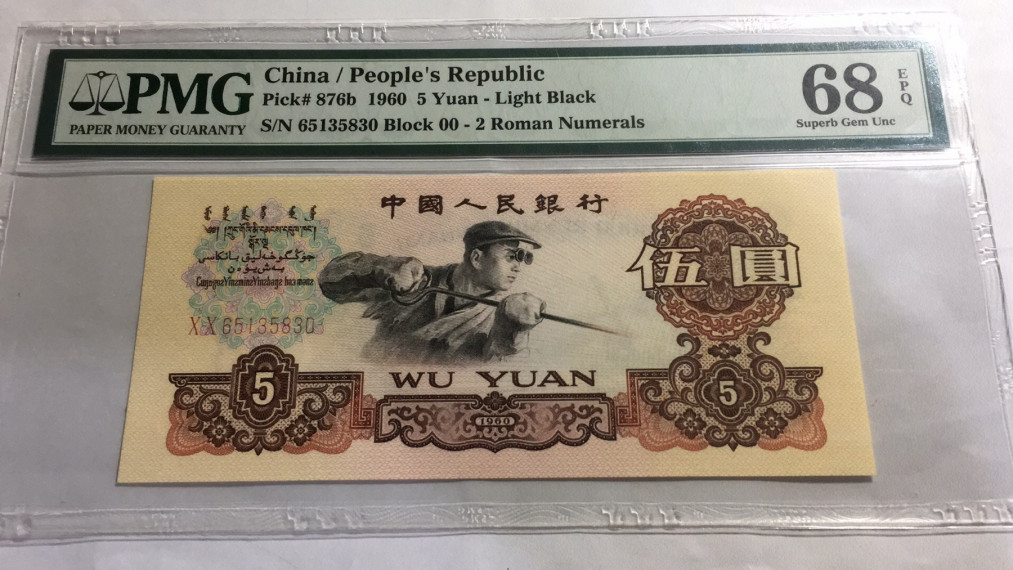 PMG
PAPER MONEY GUARANTY
China / People's Republic
Pick# 876b 1960 5 Yuan - Light Black
S/N 65135830 Block 00 - 2 Roman Numerals
68 EPQ
Superb Gem Unc
中國人民銀行
伍圓
XX65135830
5
WU YUAN
5
1960